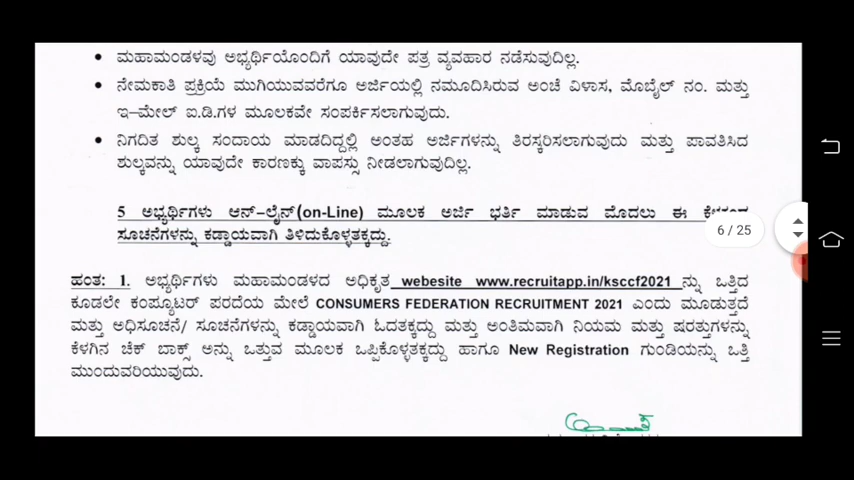 • ಮಹಾಮಂಡಳವು ಅಭ್ಯರ್ಥಿಯೊಂದಿಗೆ ಯಾವುದೇ ಪತ್ರ ವ್ಯವಹಾರ ನಡೆಸುವುದಿಲ್ಲ.
• ನೇಮಕಾತಿ ಪ್ರಕ್ರಿಯೆ ಮುಗಿಯುವವರೆಗೂ ಅರ್ಜಿಯಲ್ಲಿ ನಮೂದಿಸಿರುವ ಅಂಚೆ ವಿಳಾಸ, ಮೊಬೈಲ್ ನಂ. ಮತ್ತು
ಇ–ಮೇಲ್ ಐ.ಡಿ.ಗಳ ಮೂಲಕವೇ ಸಂಪರ್ಕಿಸಲಾಗುವುದು.
• ನಿಗದಿತ ಶುಲ್ಕ ಸಂದಾಯ ಮಾಡದಿದ್ದಲ್ಲಿ ಅಂತಹ ಅರ್ಜಿಗಳನ್ನು ತಿರಸ್ಕರಿಸಲಾಗುವುದು ಮತ್ತು ಪಾವತಿಸಿದ
ಶುಲ್ಕವನ್ನು ಯಾವುದೇ ಕಾರಣಕ್ಕು ವಾಪಸ್ಸು ನೀಡಲಾಗುವುದಿಲ್ಲ.
5 ಅಭ್ಯರ್ಥಿಗಳು ಆನ್–ಲೈನ್(on-Line) ಮೂಲಕ ಅರ್ಜಿ ಭರ್ತಿ ಮಾಡುವ ಮೊದಲು ಈ
ಸೂಚನೆಗಳನ್ನು ಕಡ್ಡಾಯವಾಗಿ ತಿಳಿದುಕೊಳ್ಳತಕ್ಕದ್ದು.
6 / 25
ಹಂತ: 1. ಅಭ್ಯರ್ಥಿಗಳು ಮಹಾಮಂಡಳದ ಅಧಿಕೃತ webesite www.recruitapp.in/ksccf2021 ನ್ನು ಒತ್ತಿದ
ಕೂಡಲೇ ಕಂಪ್ಯೂಟರ್ ಪರದೆಯ ಮೇಲೆ CONSUMERS FEDERATION RECRUITMENT 2021 ಎಂದು ಮೂಡುತ್ತದೆ
ಮತ್ತು ಅಧಿಸೂಚನೆ/ ಸೂಚನೆಗಳನ್ನು ಕಡ್ಡಾಯವಾಗಿ ಓದತಕ್ಕದ್ದು ಮತ್ತು ಅಂತಿಮವಾಗಿ ನಿಯಮ ಮತ್ತು ಷರತ್ತುಗಳನ್ನು
ಕೆಳಗಿನ ಚೆಕ್ ಬಾಕ್ಸ್ ಅನ್ನು ಒತ್ತುವ ಮೂಲಕ ಒಪ್ಪಿಕೊಳ್ಳತಕ್ಕದ್ದು ಹಾಗೂ New Registration ಗುಂಡಿಯನ್ನು ಒತ್ತಿ
ಮುಂದುವರಿಯುವುದು.